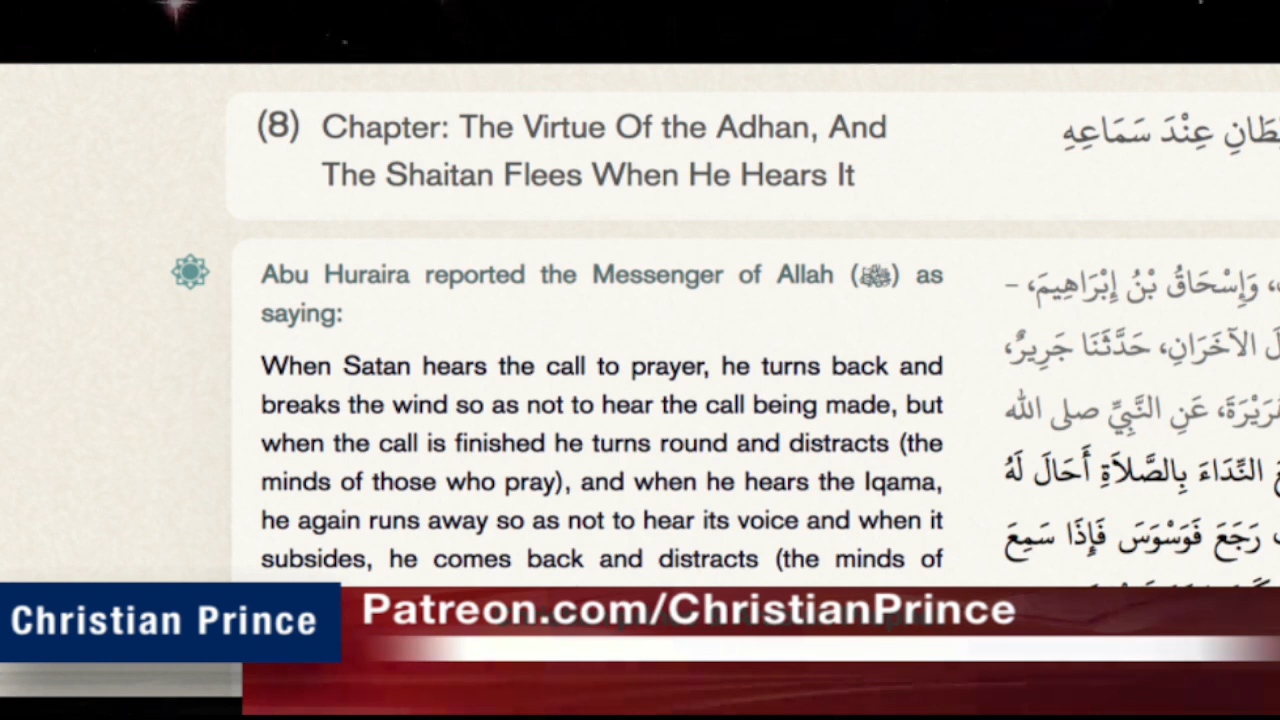 (8) Chapter: The Virtue Of the Adhan, And
The Shaitan Flees When He Hears It
عِنْدَ سَمَاعِهِ
Abu Huraira reported the Messenger of Allah (ﷺ) as
saying:
When Satan hears the call to prayer, he turns back and
breaks the wind so as not to hear the call being made, but
when the call is finished he turns round and distracts (the
minds of those who pray), and when he hears the Iqama,
he again runs away so as not to hear its voice and when it
subsides, he comes back and distracts (the minds of
وَإِسْحَاقُ بْنُ إِبْرَاهِيمَ، -
الآخَرَانِ، حَدَّثَنَا جَرِيرٌ،
عَنِ النَّبِيِّ صلى الله
النِّدَاءَ بِالصَّلاَةِ أَحَالَ لَهُ
رَجَعَ فَوَسْوَسَ فَإِذَا سَمِعَ
Christian Prince
Patreon.com/ChristianPrince